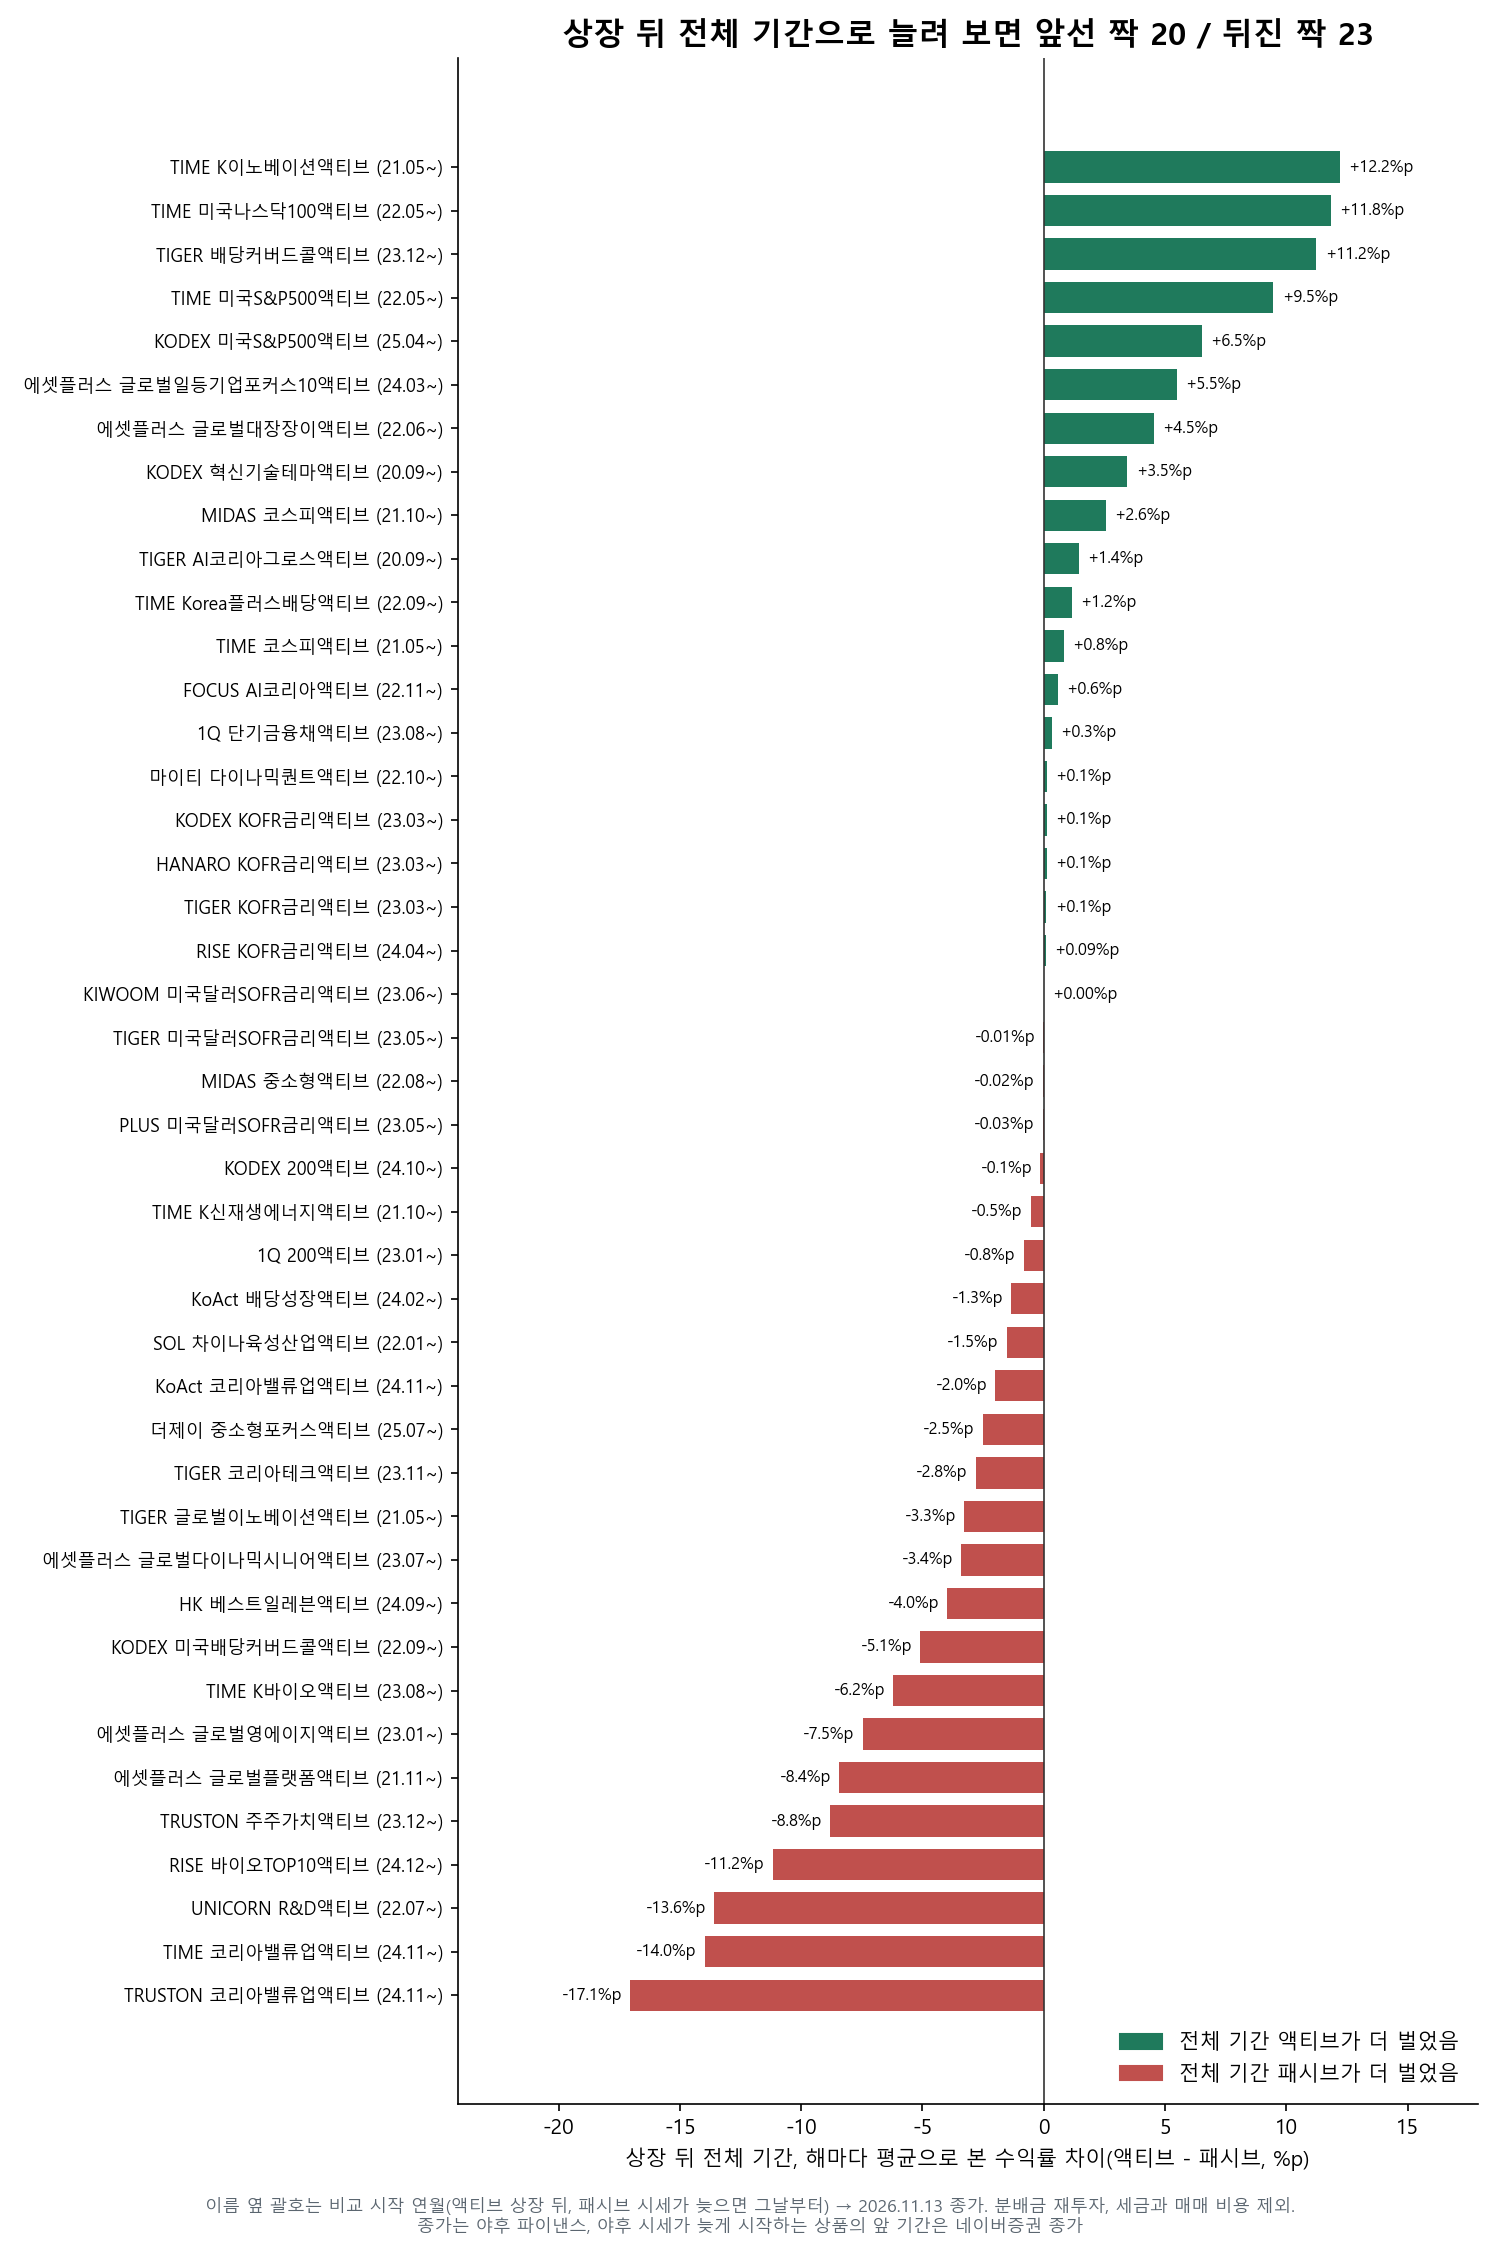 상장 뒤 전체 기간으로 늘려 보면 앞선 짝 20 / 뒤진 짝 23
TIME K이노베이션액티브 (21.05~) +12.2%p
TIME 미국나스닥100액티브 (22.05~) +11.8%p
TIGER 배당커버드콜액티브 (23.12~) +11.2%p
TIME 미국S&P500액티브 (22.05~) +9.5%p
KODEX 미국S&P500액티브 (25.04~) +6.5%p
에셋플러스 글로벌일등기업포커스10액티브 (24.03~) +5.5%p
에셋플러스 글로벌대장장이액티브 (22.06~) +4.5%p
KODEX 혁신기술테마액티브 (20.09~) +3.5%p
MIDAS 코스피액티브 (21.10~) +2.6%p
TIGER AI코리아그로스액티브 (20.09~) +1.4%p
TIME Korea플러스배당액티브 (22.09~) +1.2%p
TIME 코스피액티브 (21.05~) +0.8%p
FOCUS AI코리아액티브 (22.11~) +0.6%p
1Q 단기금융채액티브 (23.08~) +0.3%p
마이티 다이나믹퀀트액티브 (22.10~) +0.1%p
KODEX KOFR금리액티브 (23.03~) +0.1%p
HANARO KOFR금리액티브 (23.03~) +0.1%p
TIGER KOFR금리액티브 (23.03~) +0.1%p
RISE KOFR금리액티브 (24.04~) +0.09%p
KIWOOM 미국달러SOFR금리액티브 (23.06~) +0.00%p
TIGER 미국달러SOFR금리액티브 (23.05~) -0.01%p
MIDAS 중소형액티브 (22.08~) -0.02%p
PLUS 미국달러SOFR금리액티브 (23.05~) -0.03%p
KODEX 200액티브 (24.10~) -0.1%p
TIME K신재생에너지액티브 (21.10~) -0.5%p
1Q 200액티브 (23.01~) -0.8%p
KoAct 배당성장액티브 (24.02~) -1.3%p
SOL 차이나육성산업액티브 (22.01~) -1.5%p
KoAct 코리아밸류업액티브 (24.11~) -2.0%p
더제이 중소형포커스액티브 (25.07~) -2.5%p
TIGER 코리아테크액티브 (23.11~) -2.8%p
TIGER 글로벌이노베이션액티브 (21.05~) -3.3%p
에셋플러스 글로벌다이나믹시니어액티브 (23.07~) -3.4%p
HK 베스트일레븐액티브 (24.09~) -4.0%p
KODEX 미국배당커버드콜액티브 (22.09~) -5.1%p
TIME K바이오액티브 (23.08~) -6.2%p
에셋플러스 글로벌영에이지액티브 (23.01~) -7.5%p
에셋플러스 글로벌플랫폼액티브 (21.11~) -8.4%p
TRUSTON 주주가치액티브 (23.12~) -8.8%p
RISE 바이오TOP10액티브 (24.12~) -11.2%p
UNICORN R&D액티브 (22.07~) -13.6%p
TIME 코리아밸류업액티브 (24.11~) -14.0%p
TRUSTON 코리아밸류업액티브 (24.11~) -17.1%p
전체 기간 액티브가 더 벌었음
전체 기간 패시브가 더 벌었음
-20 -15 -10 -5 0 5 10 15
상장 뒤 전체 기간, 해마다 평균으로 본 수익률 차이(액티브 - 패시브, %p)
이름 옆 괄호는 비교 시작 연월(액티브 상장 뒤, 패시브 시세가 늦으면 그날부터) → 2026.11.13 종가. 분배금 재투자, 세금과 매매 비용 제외.
종가는 야후 파이낸스, 야후 시세가 늦게 시작하는 상품의 앞 기간은 네이버증권 종가